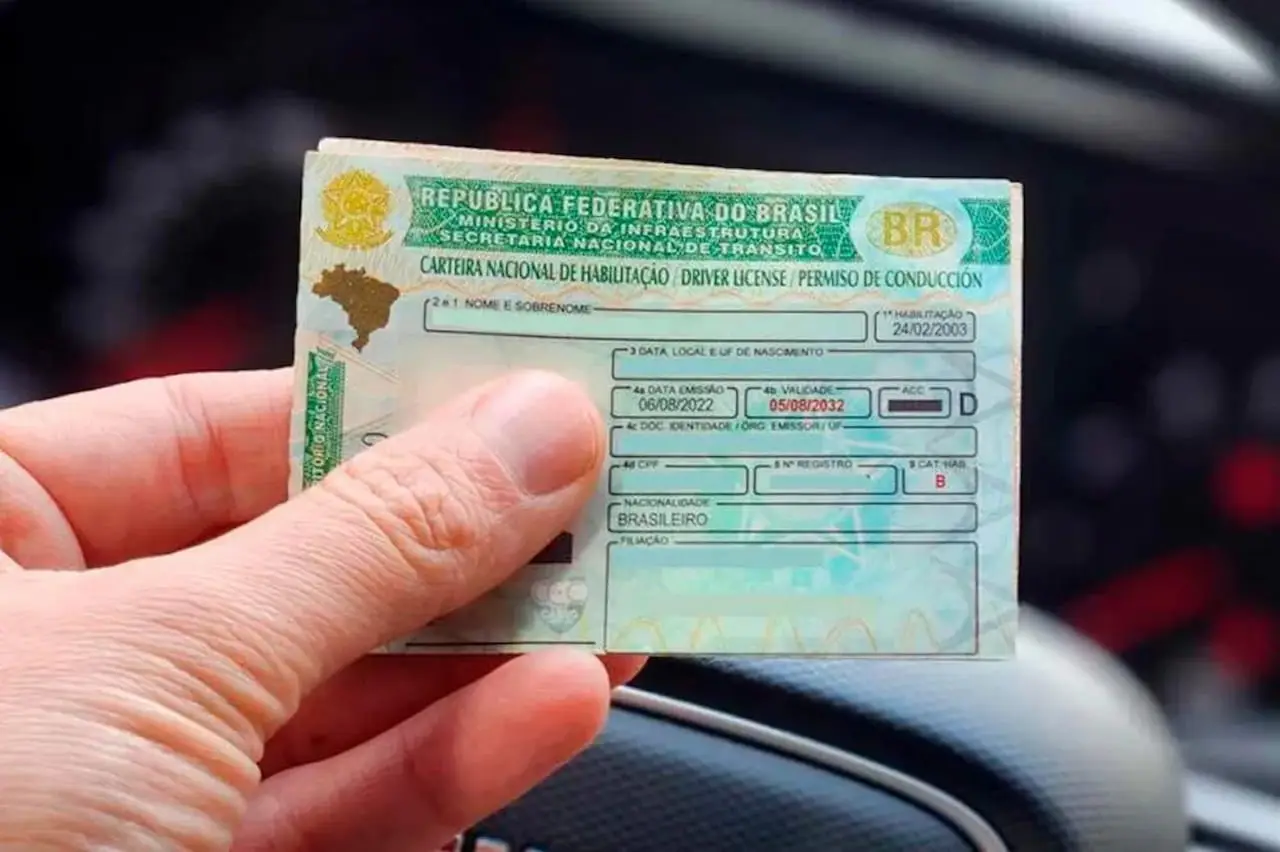 REPÚBLICA FEDERATIVA DO BRASIL
MINISTÉRIO DA INFRAESTRUTURA
SECRETARIA NACIONAL DE TRÂNSITO
BR
CARTEIRA NACIONAL DE HABILITAÇÃO / DRIVER LICENSE / PERMISO DE CONDUCCIÓN
2 e 1 NOME E SOBRENOME
1ª HABILITAÇÃO
24/02/2003
3 DATA, LOCAL E UF DE NASCIMENTO
4a DATA EMISSÃO
06/08/2022
4b VALIDADE
05/08/2032
ACC
D
4c DOC. IDENTIDADE / ÓRG. EMISSOR / UF
4d CPF
5 Nº REGISTRO
9 CAT. HAB.
B
NACIONALIDADE
BRASILEIRO
FILIAÇÃO
TÓRIO NACIONAL